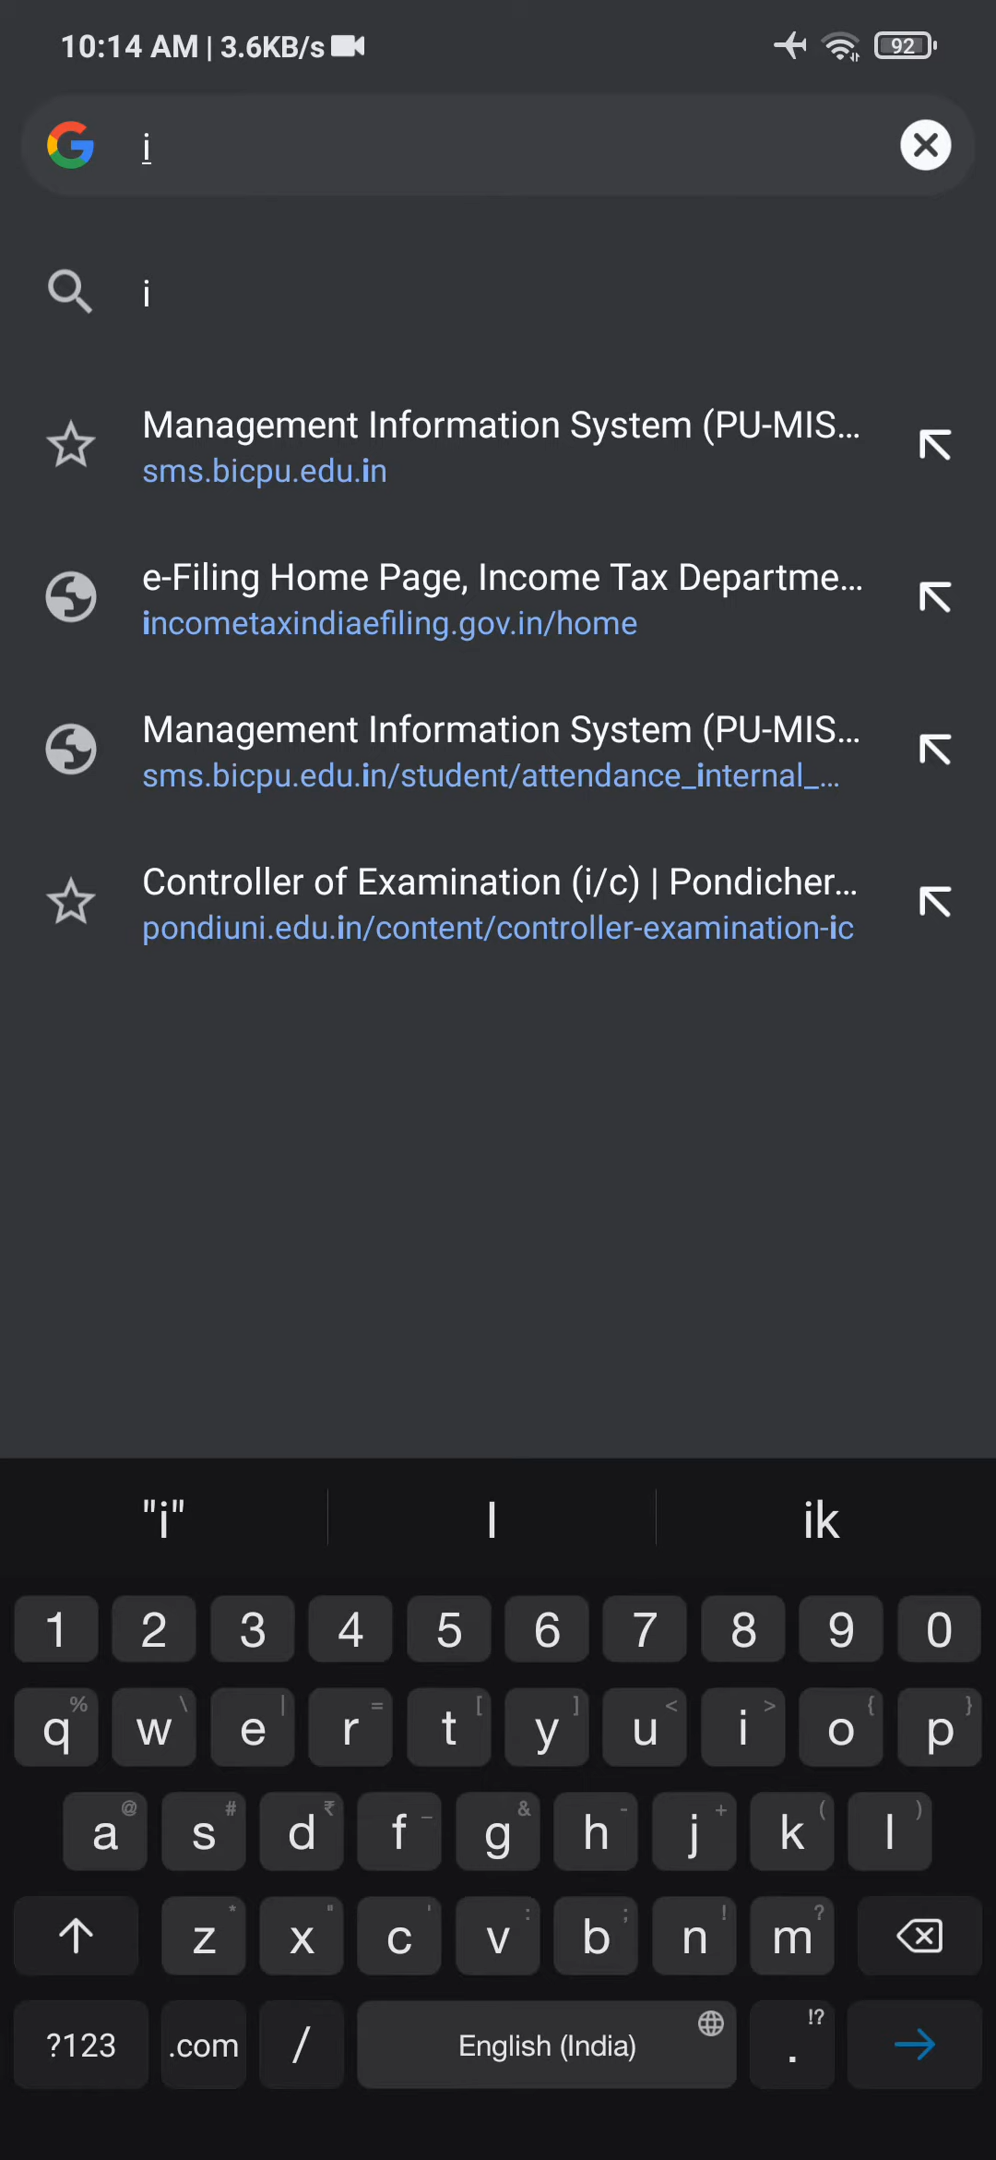 10:14 AM | 3.6KB/s
92
i
i
Management Information System (PU-MIS...
sms.bicpu.edu.in
e-Filing Home Page, Income Tax Departme...
incometaxindiaefiling.gov.in/home
Management Information System (PU-MIS...
sms.bicpu.edu.in/student/attendance_internal_...
Controller of Examination (i/c) | Pondicher...
pondiuni.edu.in/content/controller-examination-ic
"i" I ik
1 2 3 4 5 6 7 8 9 0
% \ | = [ ] < > { }
q w e r t y u i o p
@ # ₹ _ & - + ( )
a s d f g h j k l
* " ' : ; ! ?
z x c v b n m
!?
?123 .com / English (India) .